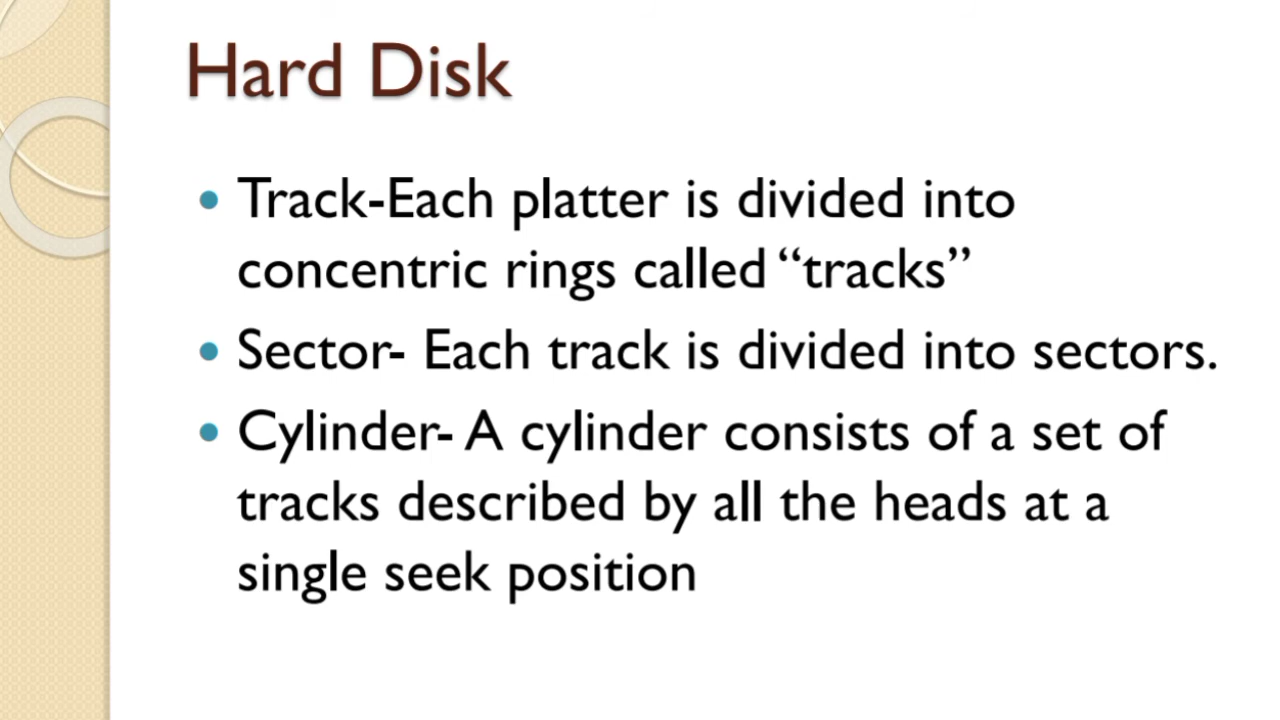 Hard Disk
• Track-Each platter is divided into
concentric rings called “tracks”
• Sector- Each track is divided into sectors.
• Cylinder- A cylinder consists of a set of
tracks described by all the heads at a
single seek position